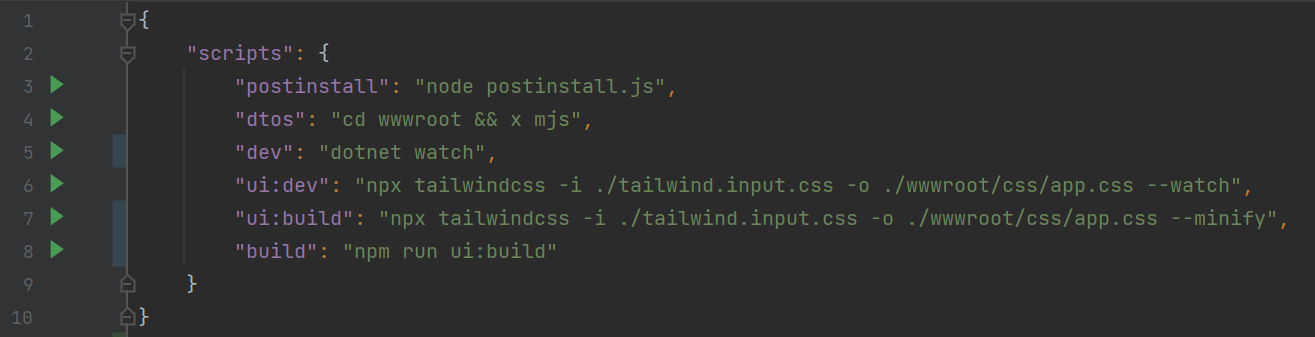 1 {
2 "scripts": {
3 "postinstall": "node postinstall.js",
4 "dtos": "cd wwwroot && x mjs",
5 "dev": "dotnet watch",
6 "ui:dev": "npx tailwindcss -i ./tailwind.input.css -o ./wwwroot/css/app.css --watch",
7 "ui:build": "npx tailwindcss -i ./tailwind.input.css -o ./wwwroot/css/app.css --minify",
8 "build": "npm run ui:build"
9 }
10 }